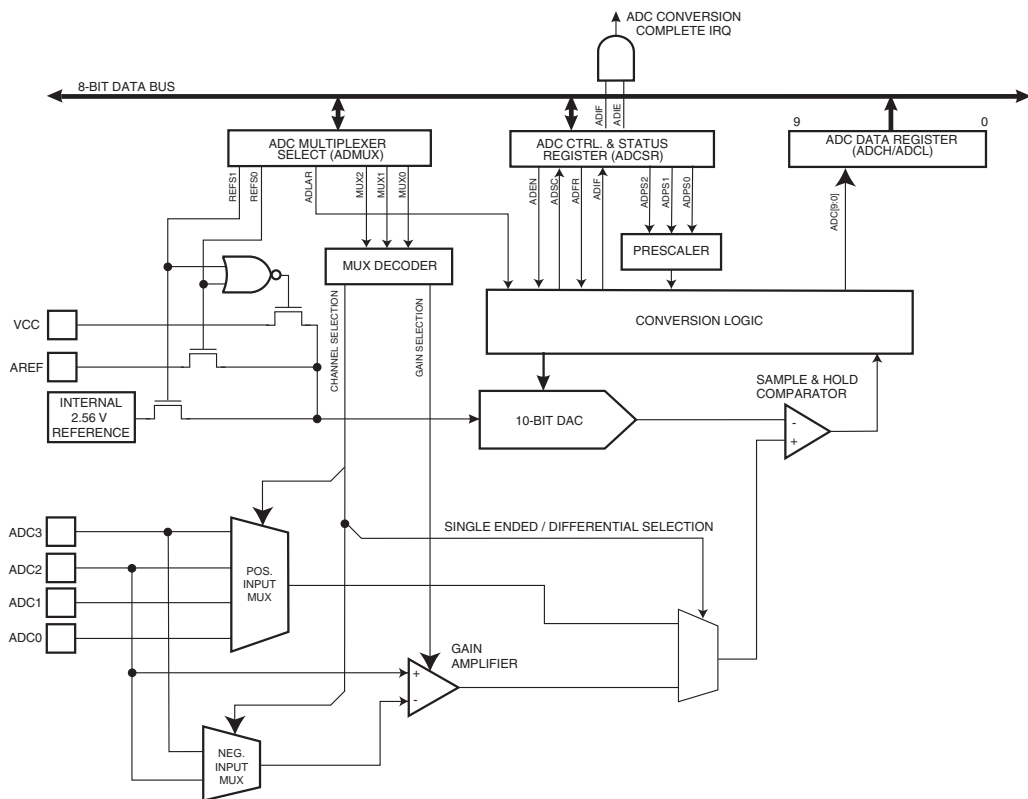 ADC CONVERSION
COMPLETE IRQ
8-BIT DATA BUS
ADIF
ADIE
9
0
ADC MULTIPLEXER
SELECT (ADMUX)
ADC CTRL. & STATUS
REGISTER (ADCSR)
ADC DATA REGISTER
(ADCH/ADCL)
REFS1
REFS0
ADLAR
MUX2
MUX1
MUX0
ADEN
ADSC
ADFR
ADIF
ADPS2
ADPS1
ADPS0
ADC[9:0]
MUX DECODER
PRESCALER
CHANNEL SELECTION
GAIN SELECTION
CONVERSION LOGIC
VCC
AREF
INTERNAL
2.56 V
REFERENCE
10-BIT DAC
SAMPLE & HOLD
COMPARATOR
-
+
SINGLE ENDED / DIFFERENTIAL SELECTION
ADC3
ADC2
ADC1
ADC0
POS.
INPUT
MUX
GAIN
AMPLIFIER
+
-
NEG.
INPUT
MUX